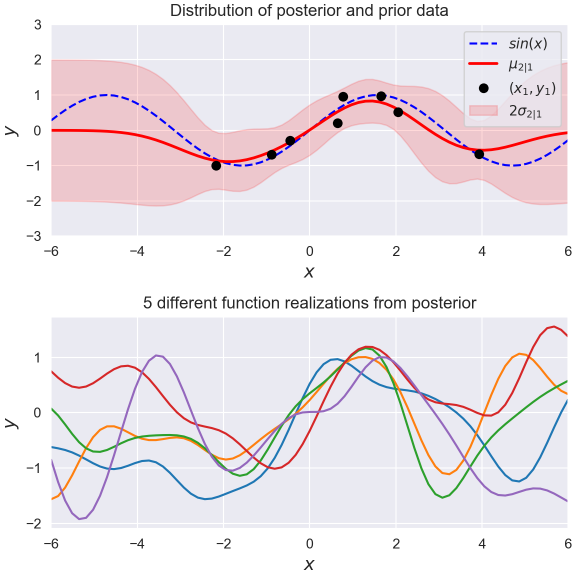 Distribution of posterior and prior data
3
2
1
0
−1
−2
−3
y
sin(x)
μ2|1
(x1, y1)
2σ2|1
−6 −4 −2 0 2 4 6
x
5 different function realizations from posterior
1
0
−1
−2
y
−6 −4 −2 0 2 4 6
x